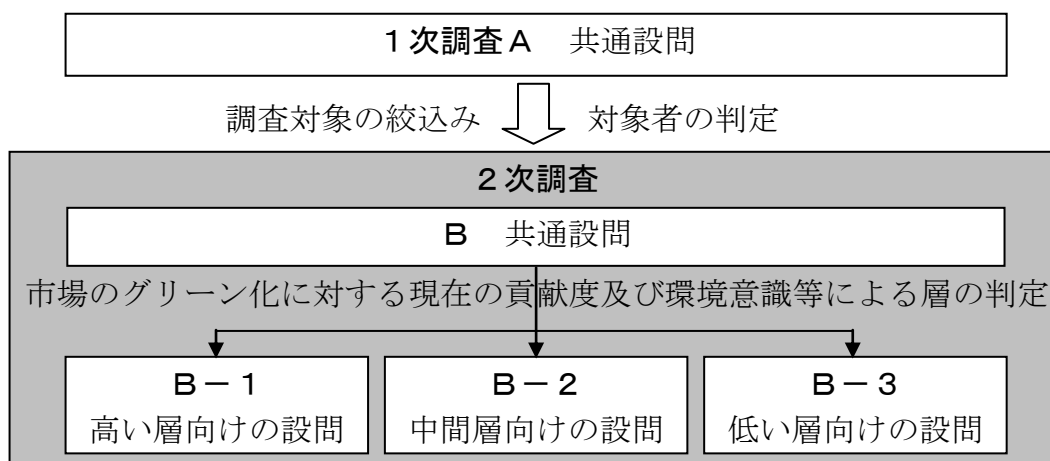 １次調査Ａ　共通設問
調査対象の絞込み　対象者の判定
２次調査
Ｂ　共通設問
市場のグリーン化に対する現在の貢献度及び環境意識等による層の判定
Ｂ－１
高い層向けの設問
Ｂ－２
中間層向けの設問
Ｂ－３
低い層向けの設問